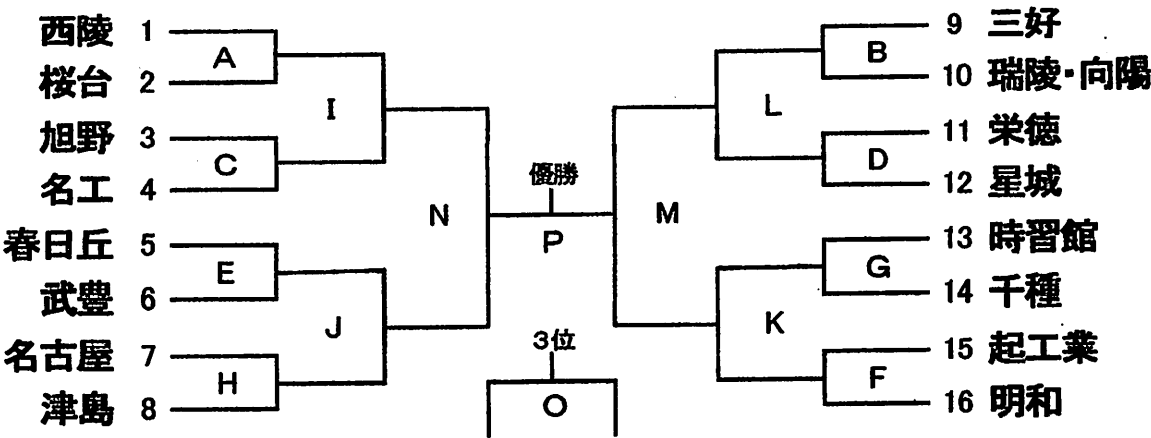 西陵 1
桜台 2
旭野 3
名工 4
春日丘 5
武豊 6
名古屋 7
津島 8
A
C
E
H
I
J
N
優勝
P
3位
O
M
L
K
B
D
G
F
9 三好
10 瑞陵・向陽
11 栄徳
12 星城
13 時習館
14 千種
15 起工業
16 明和